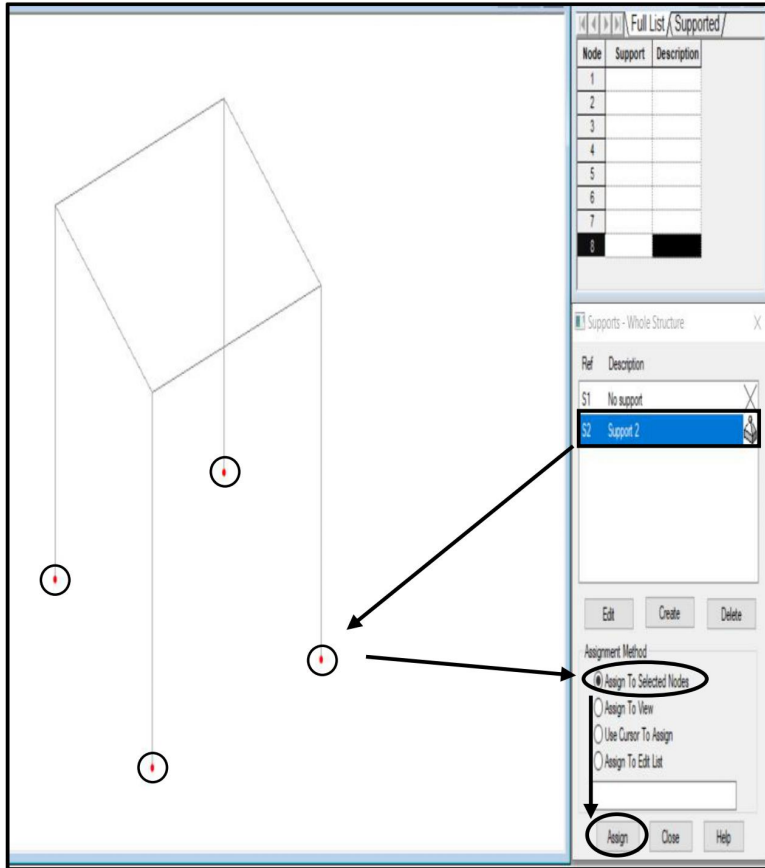 Full List Supported
Node Support Description
1
2
3
4
5
6
7
8
Supports - Whole Structure
Ref Description
S1 No support
S2 Support 2
Edit Create Delete
Assignment Method
Assign To Selected Nodes
Assign To View
Use Cursor To Assign
Assign To Edit List
Assign Close Help